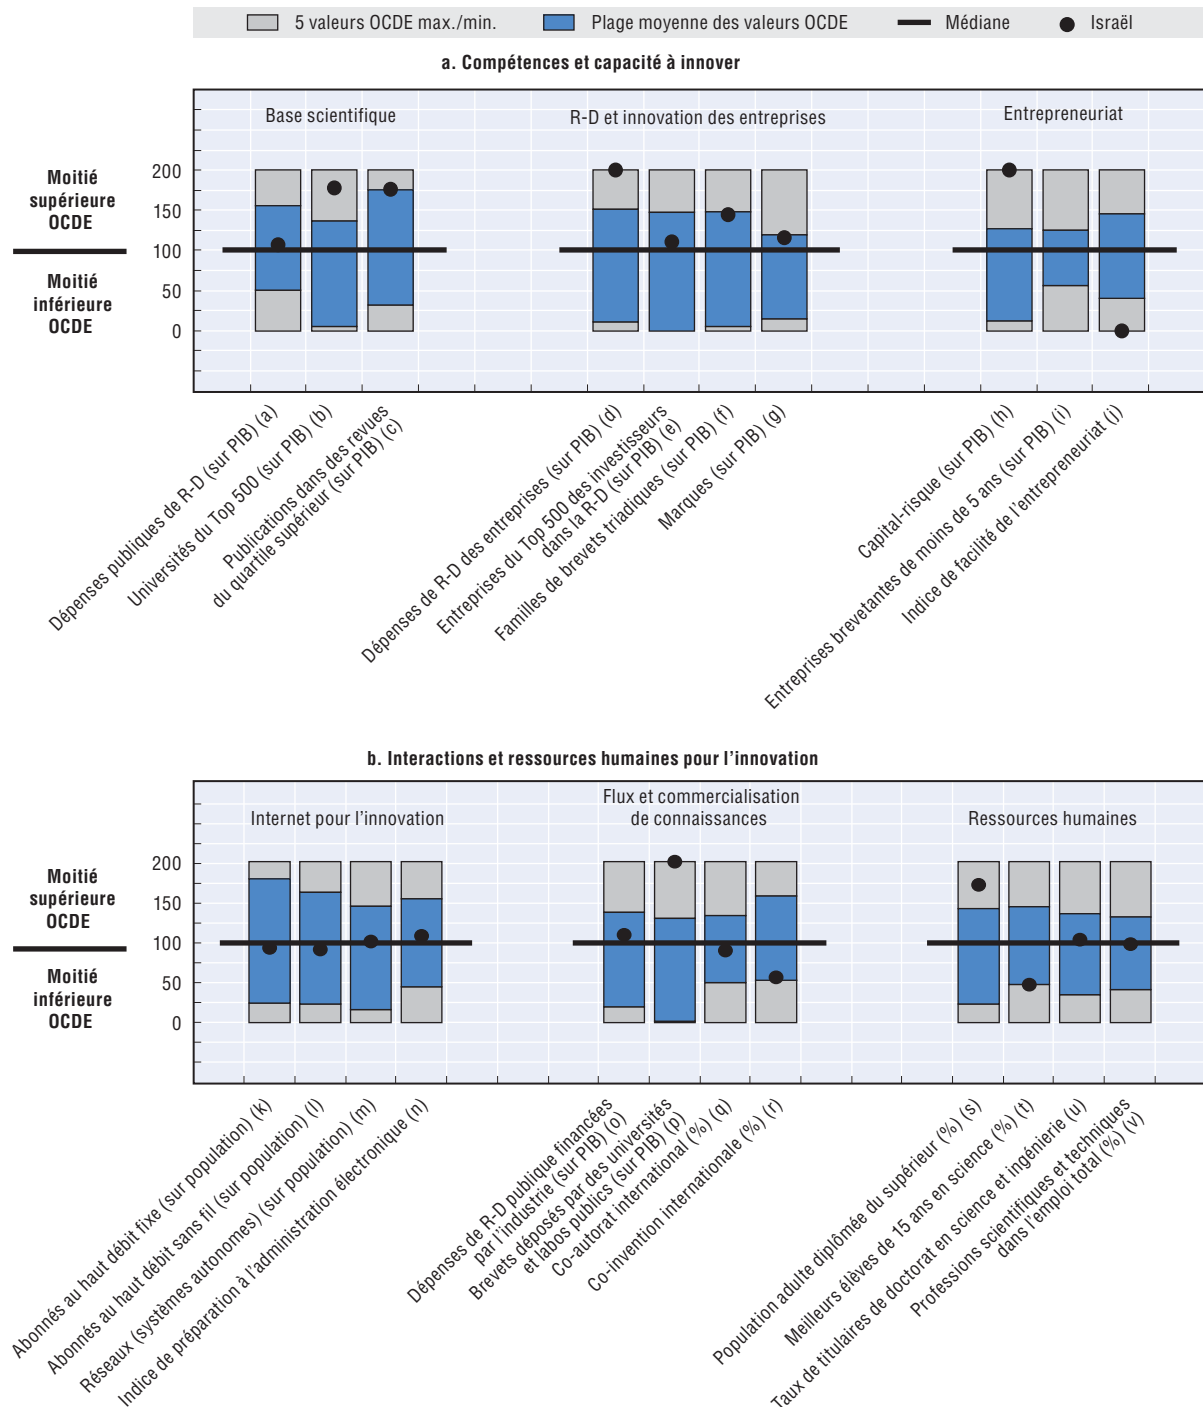 5 valeurs OCDE max./min.
Plage moyenne des valeurs OCDE
Médiane
Israël
a. Compétences et capacité à innover
Base scientifique
R-D et innovation des entreprises
Entrepreneuriat
Moitié
supérieure
OCDE
Moitié
inférieure
OCDE
200
150
100
50
0
Dépenses publiques de R-D (sur PIB) (a)
Universités du Top 500 (sur PIB) (b)
Publications dans des revues
du quartile supérieur (sur PIB) (c)
Dépenses de R-D des entreprises (sur PIB) (d)
Entreprises du Top 500 des investisseurs
dans la R-D (sur PIB) (e)
Familles de brevets triadiques (sur PIB) (f)
Marques (sur PIB) (g)
Capital-risque (sur PIB) (h)
Entreprises brevetantes de moins de 5 ans (sur PIB) (i)
Indice de facilité de l'entrepreneuriat (j)
b. Interactions et ressources humaines pour l'innovation
Internet pour l'innovation
Flux et commercialisation
de connaissances
Ressources humaines
Moitié
supérieure
OCDE
Moitié
inférieure
OCDE
200
150
100
50
0
Abonnés au haut débit fixe (sur population) (k)
Abonnés au haut débit sans fil (sur population) (l)
Réseaux (systèmes autonomes) (sur population) (m)
Indice de préparation à l'administration électronique (n)
Dépenses de R-D publique financées
par l'industrie (sur PIB) (o)
Brevets déposés par des universités
et labos publics (sur PIB) (p)
Co-autorat international (%) (q)
Co-invention internationale (%) (r)
Population adulte diplômée du supérieur (%) (s)
Meilleurs élèves de 15 ans en science (%) (t)
Taux de titulaires de doctorat en science et ingénierie (u)
Professions scientifiques et techniques
dans l'emploi total (%) (v)